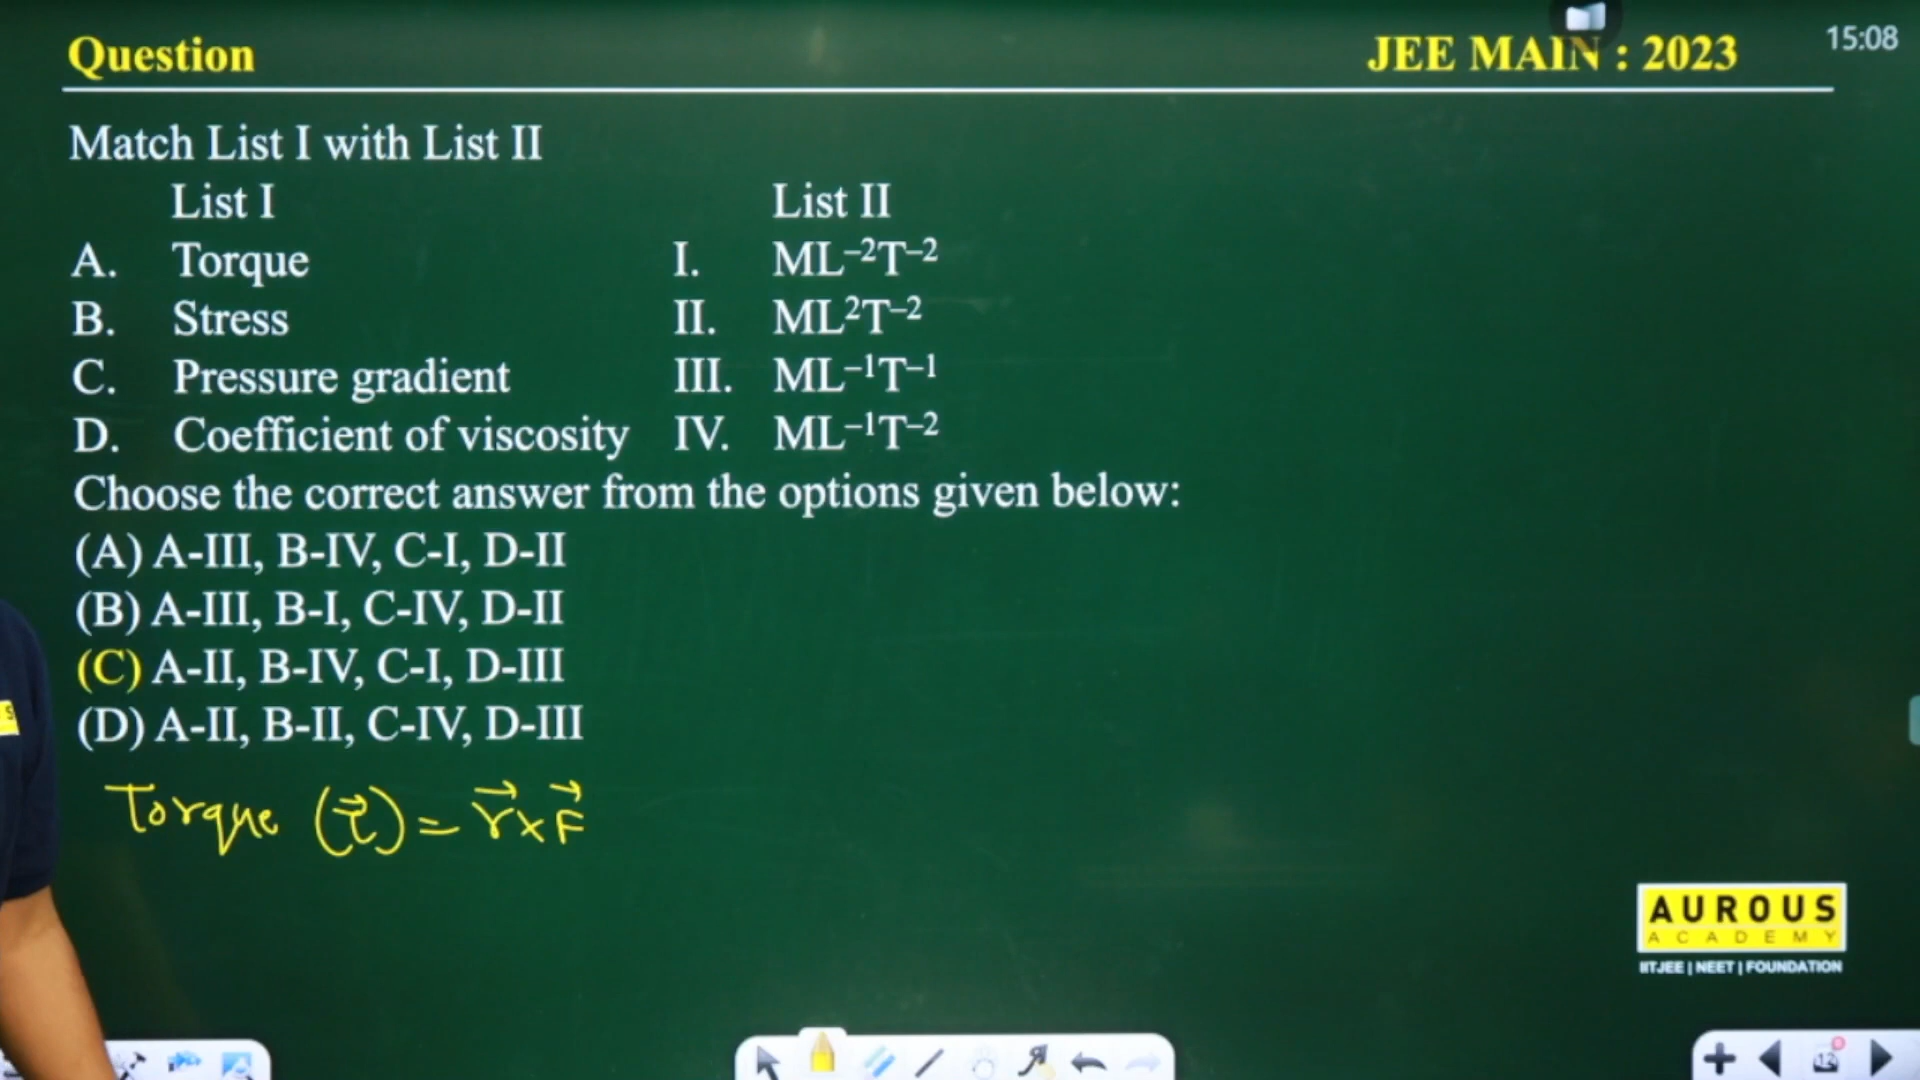 Question
JEE MAIN : 2023
15:08
Match List I with List II
List I List II
A. Torque I. ML⁻²T⁻²
B. Stress II. ML²T⁻²
C. Pressure gradient III. ML⁻¹T⁻¹
D. Coefficient of viscosity IV. ML⁻¹T⁻²
Choose the correct answer from the options given below:
(A) A-III, B-IV, C-I, D-II
(B) A-III, B-I, C-IV, D-II
(C) A-II, B-IV, C-I, D-III
(D) A-II, B-II, C-IV, D-III
Torque (τ⃗) = r⃗×F⃗
AUROUS
ACADEMY
IITJEE | NEET | FOUNDATION
12